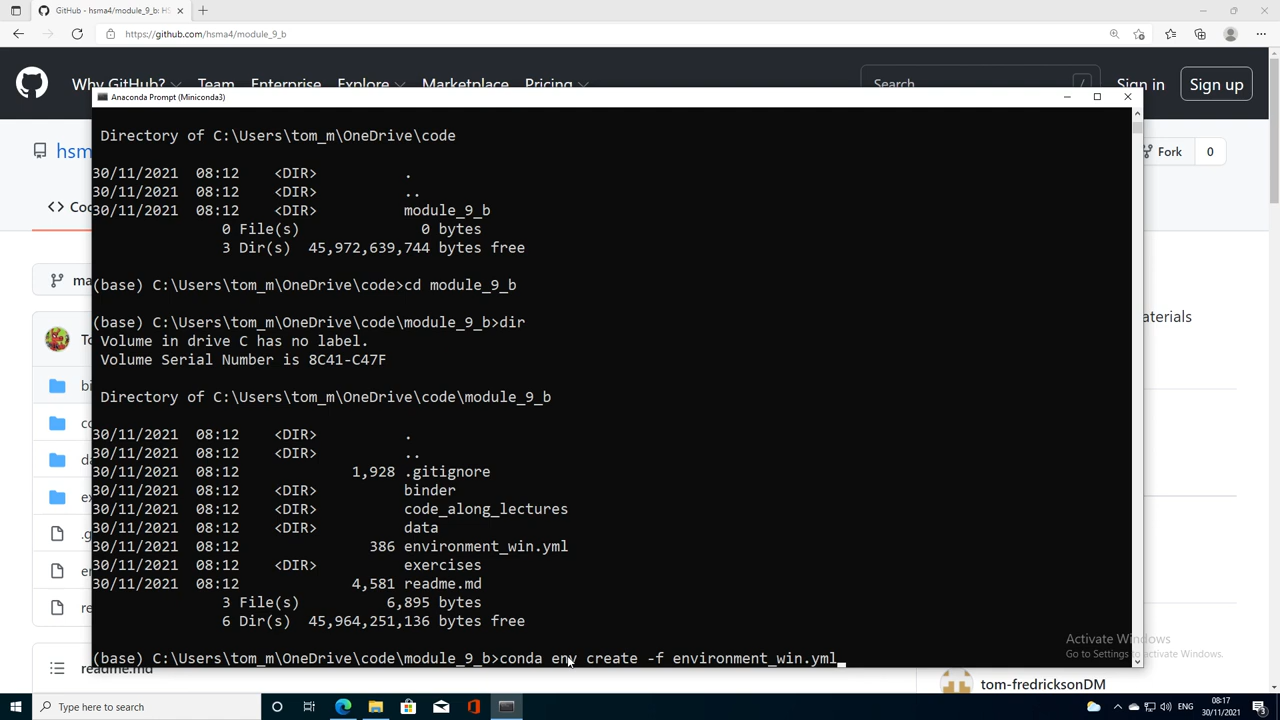 GitHub - hsma4/module_9_b: HS
https://github.com/hsma4/module_9_b
Why GitHub? Team Enterprise Explore Marketplace Pricing
Search /
Sign in Sign up
Anaconda Prompt (Miniconda3)
hsm
Fork 0
Directory of C:\Users\tom_m\OneDrive\code
30/11/2021 08:12 <DIR> .
30/11/2021 08:12 <DIR> ..
30/11/2021 08:12 <DIR> module_9_b
0 File(s) 0 bytes
3 Dir(s) 45,972,639,744 bytes free
<> Co
(base) C:\Users\tom_m\OneDrive\code>cd module_9_b
ma
aterials
(base) C:\Users\tom_m\OneDrive\code\module_9_b>dir
Volume in drive C has no label.
Volume Serial Number is 8C41-C47F
Directory of C:\Users\tom_m\OneDrive\code\module_9_b
30/11/2021 08:12 <DIR> .
30/11/2021 08:12 <DIR> ..
30/11/2021 08:12 1,928 .gitignore
30/11/2021 08:12 <DIR> binder
30/11/2021 08:12 <DIR> code_along_lectures
30/11/2021 08:12 <DIR> data
30/11/2021 08:12 386 environment_win.yml
30/11/2021 08:12 <DIR> exercises
30/11/2021 08:12 4,581 readme.md
3 File(s) 6,895 bytes
6 Dir(s) 45,964,251,136 bytes free
(base) C:\Users\tom_m\OneDrive\code\module_9_b>conda env create -f environment_win.yml
Activate Windows
Go to Settings to activate Windows.
readme.md
tom-fredricksonDM
Type here to search
ENG
08:17
30/11/2021
3